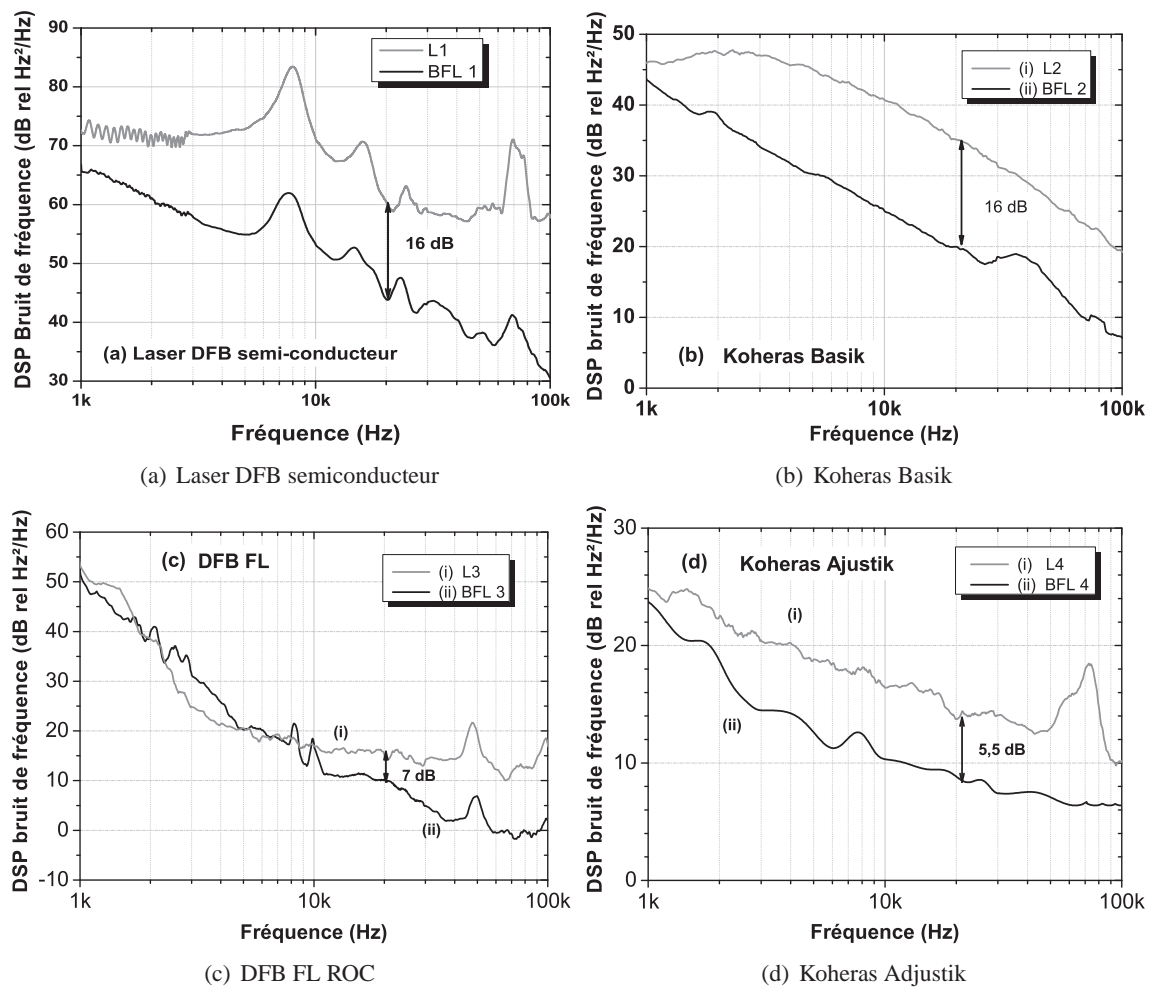 90
80
70
60
50
40
30
DSP Bruit de fréquence (dB rel Hz²/Hz)
L1
BFL 1
16 dB
(a) Laser DFB semi-conducteur
1k
10k
100k
Fréquence (Hz)
(a) Laser DFB semiconducteur
50
40
30
20
10
0
DSP bruit de fréquence (dB rel Hz²/Hz)
(i) L2
(ii) BFL 2
16 dB
(b) Koheras Basik
1k
10k
100k
Fréquence (Hz)
(b) Koheras Basik
60
50
40
30
20
10
0
-10
DSP bruit de fréquence (dB rel Hz²/Hz)
(c) DFB FL
(i) L3
(ii) BFL 3
(i)
7 dB
(ii)
1k
10k
100k
Fréquence (Hz)
(c) DFB FL ROC
30
20
10
0
DSP bruit de fréquence (dB rel Hz²/Hz)
(d) Koheras Ajustik
(i) L4
(ii) BFL 4
(i)
(ii)
5,5 dB
1k
10k
100k
Fréquence (Hz)
(d) Koheras Adjustik